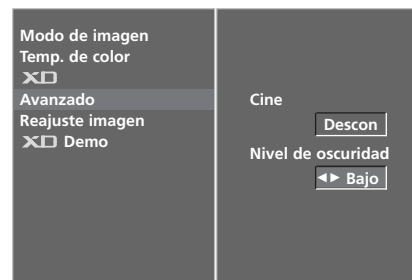 Modo de imagen
Temp. de color
XD
Avanzado
Reajuste imagen
XD Demo
Cine
Descon
Nivel de oscuridad
◄► Bajo